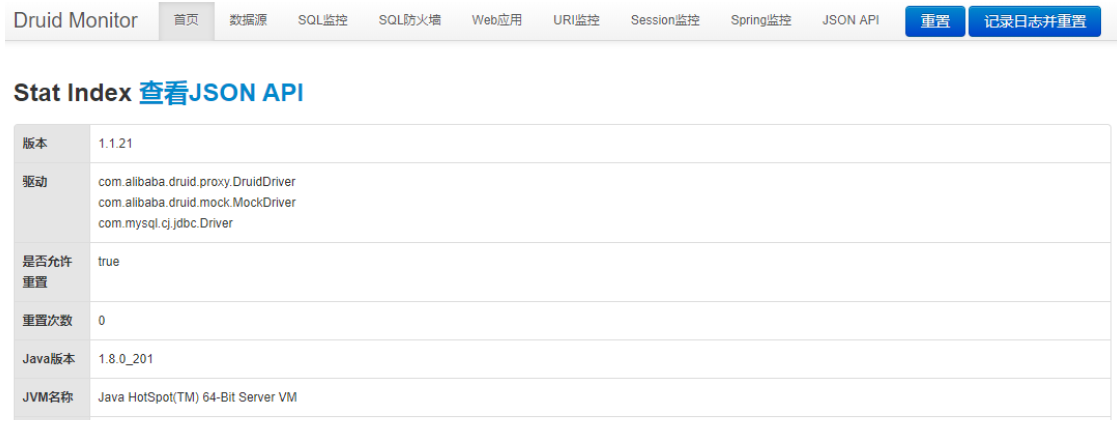 Druid Monitor 首页 数据源 SQL监控 SQL防火墙 Web应用 URI监控 Session监控 Spring监控 JSON API 重置 记录日志并重置
Stat Index 查看JSON API
版本 1.1.21
驱动 com.alibaba.druid.proxy.DruidDriver
com.alibaba.druid.mock.MockDriver
com.mysql.cj.jdbc.Driver
是否允许 true
重置
重置次数 0
Java版本 1.8.0_201
JVM名称 Java HotSpot(TM) 64-Bit Server VM